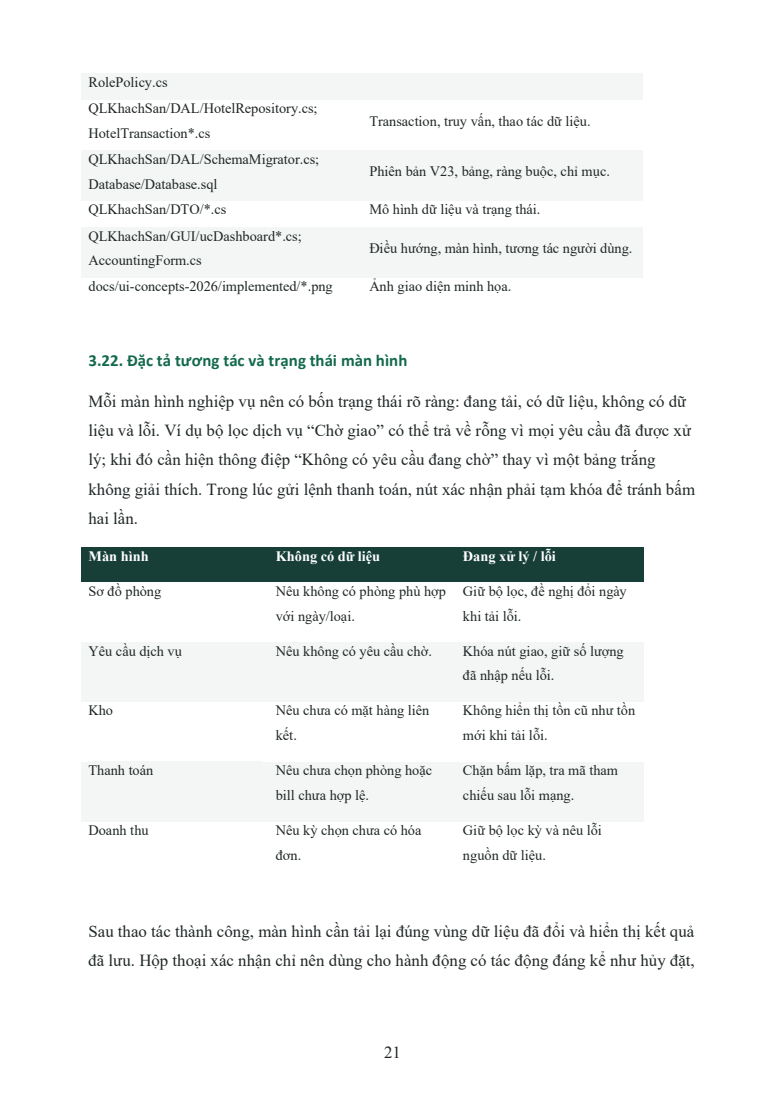 RolePolicy.cs
QLKhachSan/DAL/HotelRepository.cs;
HotelTransaction*.cs
Transaction, truy vấn, thao tác dữ liệu.
QLKhachSan/DAL/SchemaMigrator.cs;
Database/Database.sql
Phiên bản V23, bảng, ràng buộc, chỉ mục.
QLKhachSan/DTO/*.cs
Mô hình dữ liệu và trạng thái.
QLKhachSan/GUI/ucDashboard*.cs;
AccountingForm.cs
Điều hướng, màn hình, tương tác người dùng.
docs/ui-concepts-2026/implemented/*.png
Ảnh giao diện minh họa.
3.22. Đặc tả tương tác và trạng thái màn hình
Mỗi màn hình nghiệp vụ nên có bốn trạng thái rõ ràng: đang tải, có dữ liệu, không có dữ
liệu và lỗi. Ví dụ bộ lọc dịch vụ “Chờ giao” có thể trả về rỗng vì mọi yêu cầu đã được xử
lý; khi đó cần hiện thông điệp “Không có yêu cầu đang chờ” thay vì một bảng trắng
không giải thích. Trong lúc gửi lệnh thanh toán, nút xác nhận phải tạm khóa để tránh bấm
hai lần.
Màn hình
Không có dữ liệu
Đang xử lý / lỗi
Sơ đồ phòng
Nêu không có phòng phù hợp
với ngày/loại.
Giữ bộ lọc, đề nghị đổi ngày
khi tải lỗi.
Yêu cầu dịch vụ
Nêu không có yêu cầu chờ.
Khóa nút giao, giữ số lượng
đã nhập nếu lỗi.
Kho
Nêu chưa có mặt hàng liên
kết.
Không hiển thị tồn cũ như tồn
mới khi tải lỗi.
Thanh toán
Nêu chưa chọn phòng hoặc
bill chưa hợp lệ.
Chặn bấm lặp, tra mã tham
chiếu sau lỗi mạng.
Doanh thu
Nêu kỳ chọn chưa có hóa
đơn.
Giữ bộ lọc kỳ và nêu lỗi
nguồn dữ liệu.
Sau thao tác thành công, màn hình cần tải lại đúng vùng dữ liệu đã đổi và hiển thị kết quả
đã lưu. Hộp thoại xác nhận chỉ nên dùng cho hành động có tác động đáng kể như hủy đặt,
21